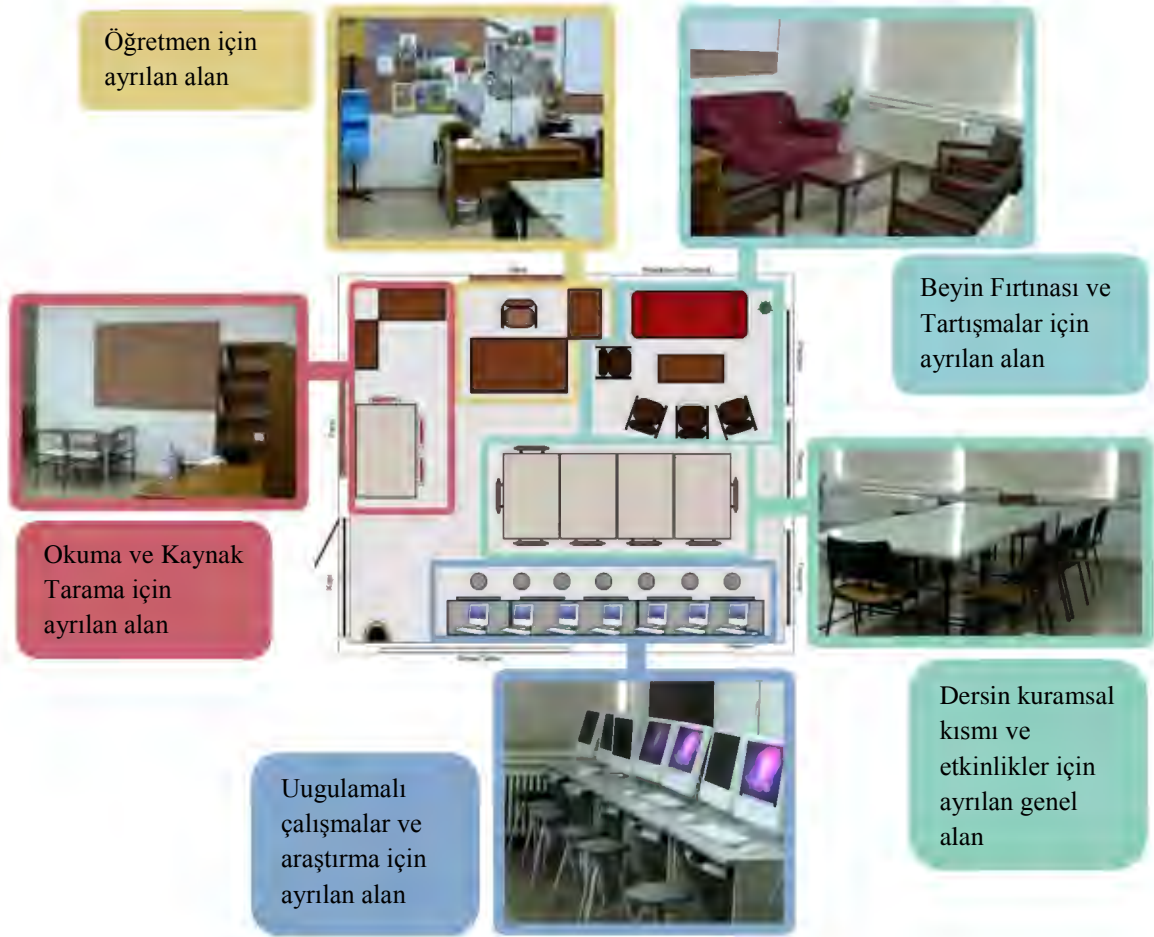 Öğretmen için
ayrılan alan
Beyin Fırtınası ve
Tartışmalar için
ayrılan alan
Okuma ve Kaynak
Tarama için
ayrılan alan
Dersin kuramsal
kısmı ve
etkinlikler için
ayrılan genel
alan
Uugulamalı
çalışmalar ve
araştırma için
ayrılan alan